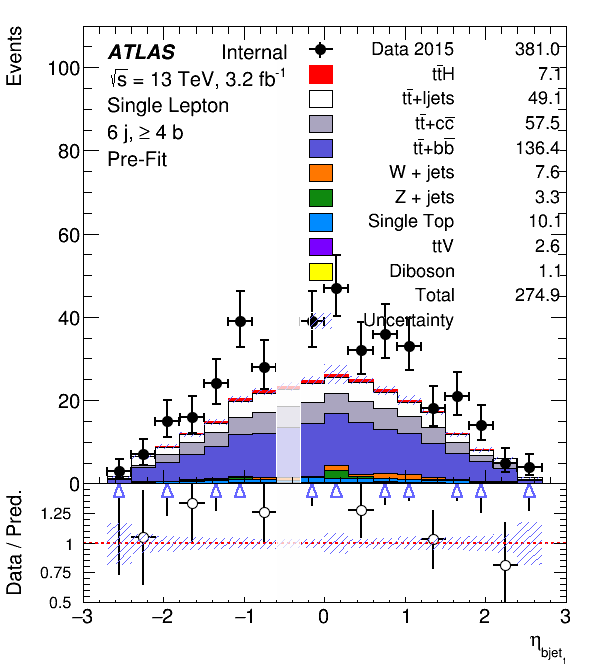 Events
100
80
60
40
20
0
ATLAS Internal
√s = 13 TeV, 3.2 fb⁻¹
Single Lepton
6 j, ≥ 4 b
Pre-Fit
Data 2015 381.0
tt̄H 7.1
tt̄+ljets 49.1
tt̄+cc̄ 57.5
tt̄+bb̄ 136.4
W + jets 7.6
Z + jets 3.3
Single Top 10.1
ttV 2.6
Diboson 1.1
Total 274.9
Uncertainty
Data / Pred.
1.25
1
0.75
0.5
−3 −2 −1 0 1 2 3
η_bjet₁